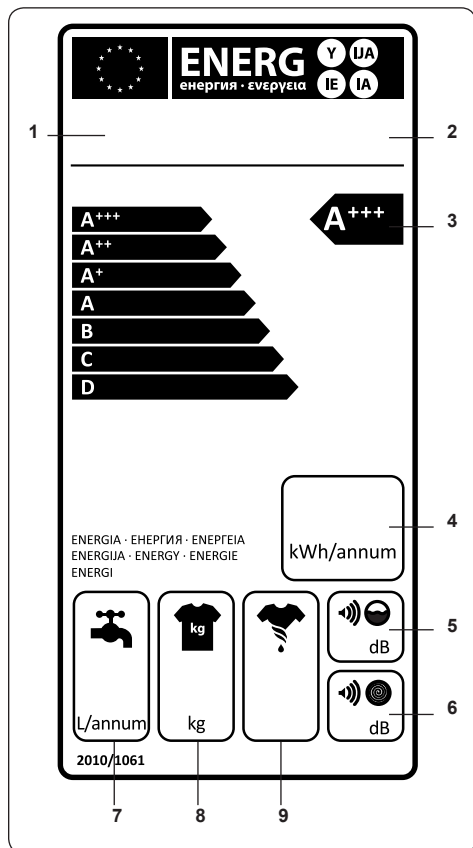 ENERG Y IJA
енергия · ενεργεια IE IA
1
2
A+++
3
A+++
A++
A+
A
B
C
D
4
kWh/annum
ENERGIA · ЕНЕРГИЯ · ΕΝΕΡΓΕΙΑ
ENERGIJA · ENERGY · ENERGIE
ENERGI
kg
5
dB
6
dB
L/annum
kg
2010/1061
7
8
9